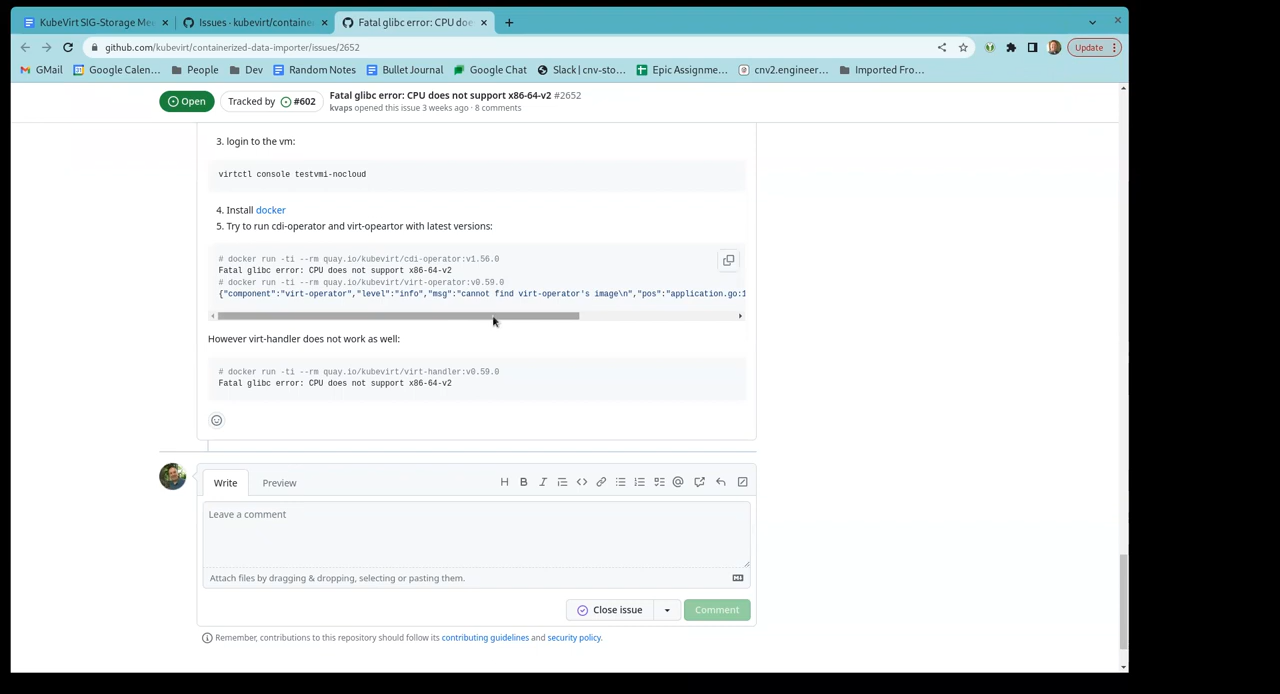 KubeVirt SIG-Storage Me
Issues · kubevirt/containe
Fatal glibc error: CPU doe
github.com/kubevirt/containerized-data-importer/issues/2652
Update
GMail
Google Calen...
People
Dev
Random Notes
Bullet Journal
Google Chat
Slack | cnv-sto...
Epic Assignme...
cnv2.engineer...
Imported Fro...
Open
Tracked by #602
Fatal glibc error: CPU does not support x86-64-v2 #2652
kvaps opened this issue 3 weeks ago · 8 comments
3. login to the vm:
virtctl console testvmi-nocloud
4. Install docker
5. Try to run cdi-operator and virt-opeartor with latest versions:
# docker run -ti --rm quay.io/kubevirt/cdi-operator:v1.56.0
Fatal glibc error: CPU does not support x86-64-v2
# docker run -ti --rm quay.io/kubevirt/virt-operator:v0.59.0
{"component":"virt-operator","level":"info","msg":"cannot find virt-operator's image\n","pos":"application.go:1
However virt-handler does not work as well:
# docker run -ti --rm quay.io/kubevirt/virt-handler:v0.59.0
Fatal glibc error: CPU does not support x86-64-v2
Write
Preview
Leave a comment
Attach files by dragging & dropping, selecting or pasting them.
Close issue
Comment
Remember, contributions to this repository should follow its contributing guidelines and security policy.